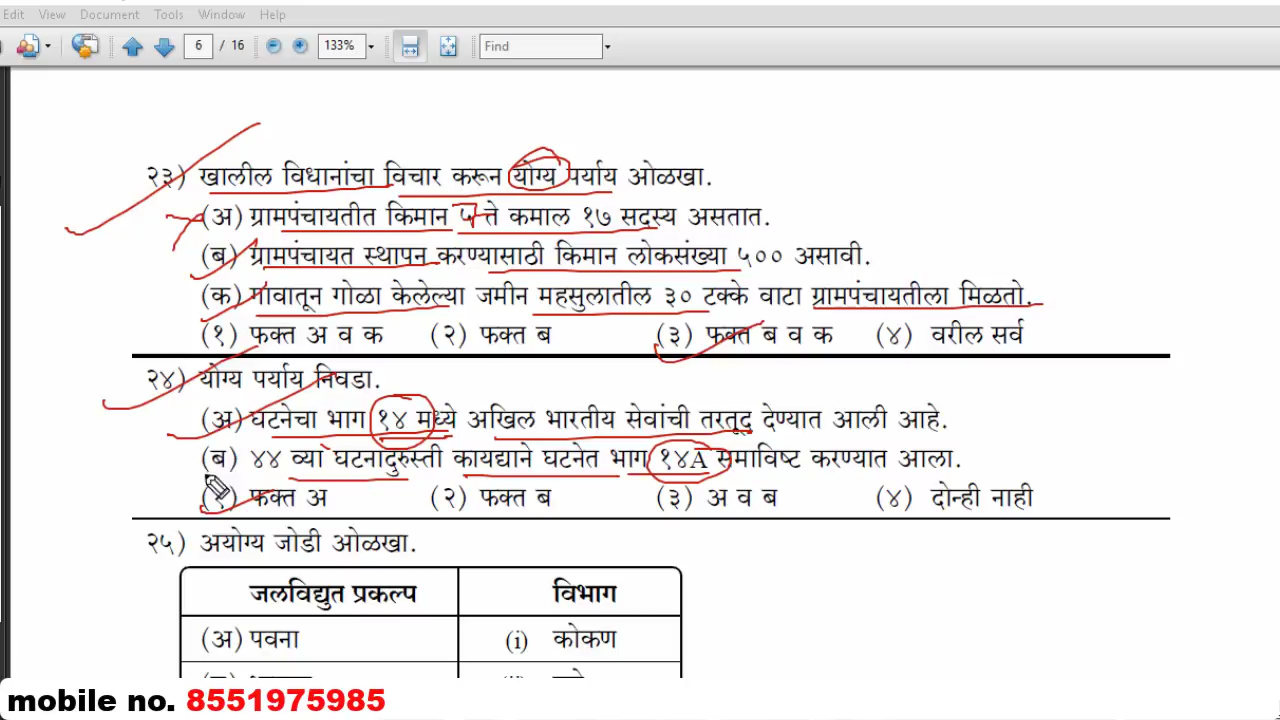 Edit View Document Tools Window Help
6 / 16 133% Find
२३) खालील विधानांचा विचार करून योग्य पर्याय ओळखा.
(अ) ग्रामपंचायतीत किमान ५ ते कमाल १७ सदस्य असतात.
7
(ब) ग्रामपंचायत स्थापन करण्यासाठी किमान लोकसंख्या ५०० असावी.
(क) गावातून गोळा केलेल्या जमीन महसुलातील ३० टक्के वाटा ग्रामपंचायतीला मिळतो.
(१) फक्त अ व क (२) फक्त ब (३) फक्त ब व क (४) वरील सर्व
२४) योग्य पर्याय निवडा.
(अ) घटनेचा भाग १४ मध्ये अखिल भारतीय सेवांची तरतूद देण्यात आली आहे.
(ब) ४४ व्या घटनादुरुस्ती कायद्याने घटनेत भाग १४A समाविष्ट करण्यात आला.
(१) फक्त अ (२) फक्त ब (३) अ व ब (४) दोन्ही नाही
२५) अयोग्य जोडी ओळखा.
जलविद्युत प्रकल्प विभाग
(अ) पवना (i) कोकण
mobile no. 8551975985